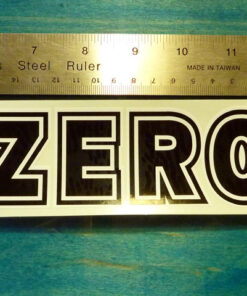 7 8 9 10 11
s Steel Ruler MADE IN TAIWAN
ZERO